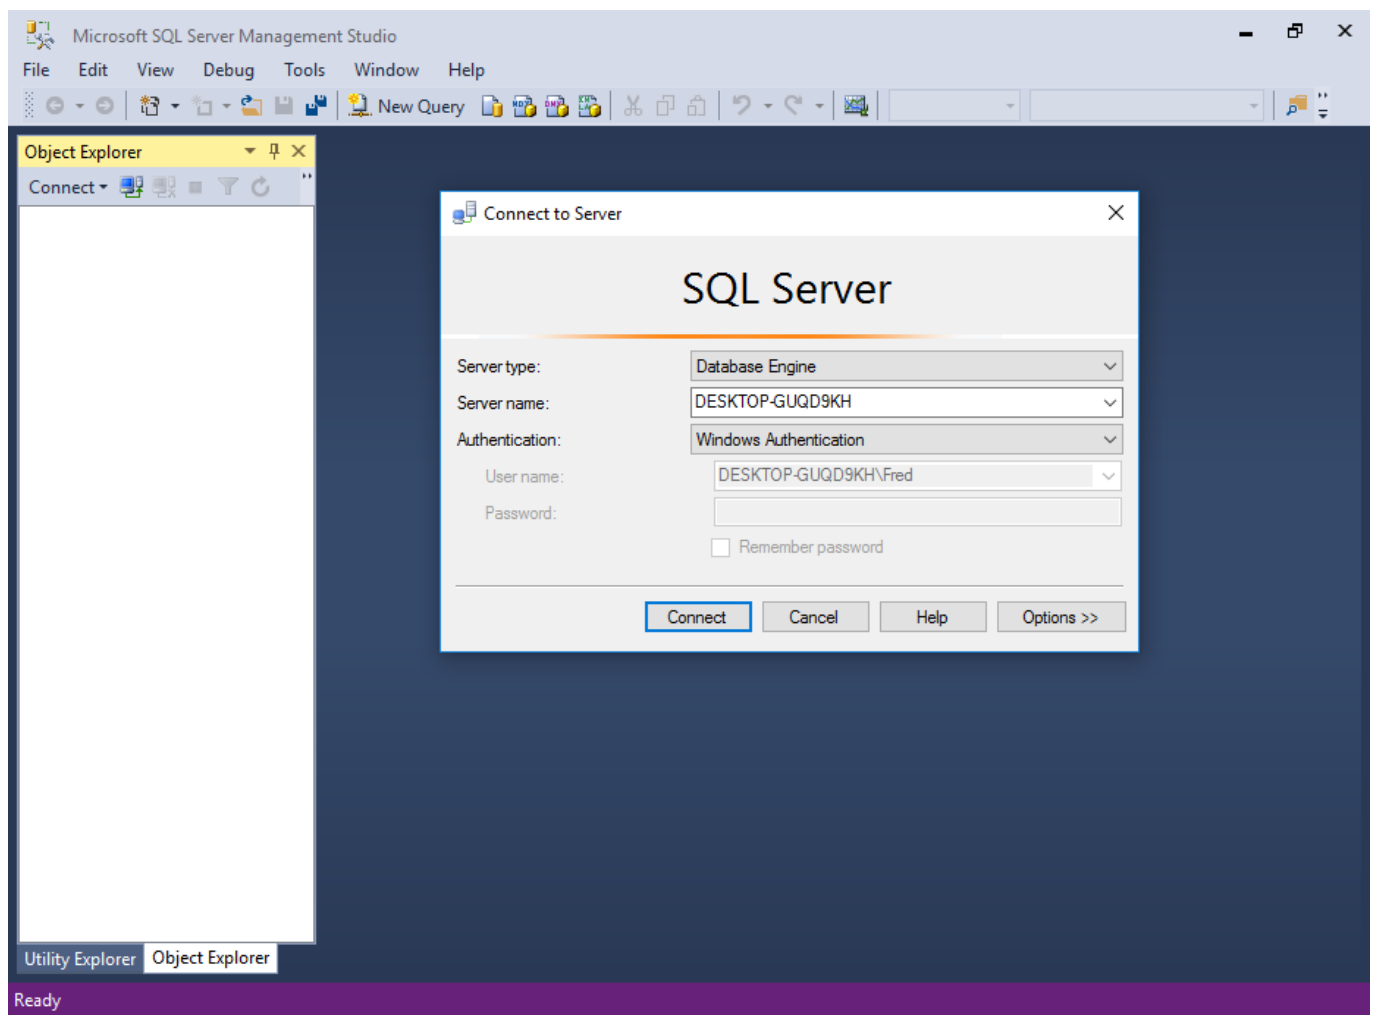 Microsoft SQL Server Management Studio
File Edit View Debug Tools Window Help
New Query
Object Explorer
Connect
Connect to Server
SQL Server
Server type: Database Engine
Server name: DESKTOP-GUQD9KH
Authentication: Windows Authentication
User name: DESKTOP-GUQD9KH\Fred
Password:
Remember password
Connect Cancel Help Options >>
Utility Explorer Object Explorer
Ready